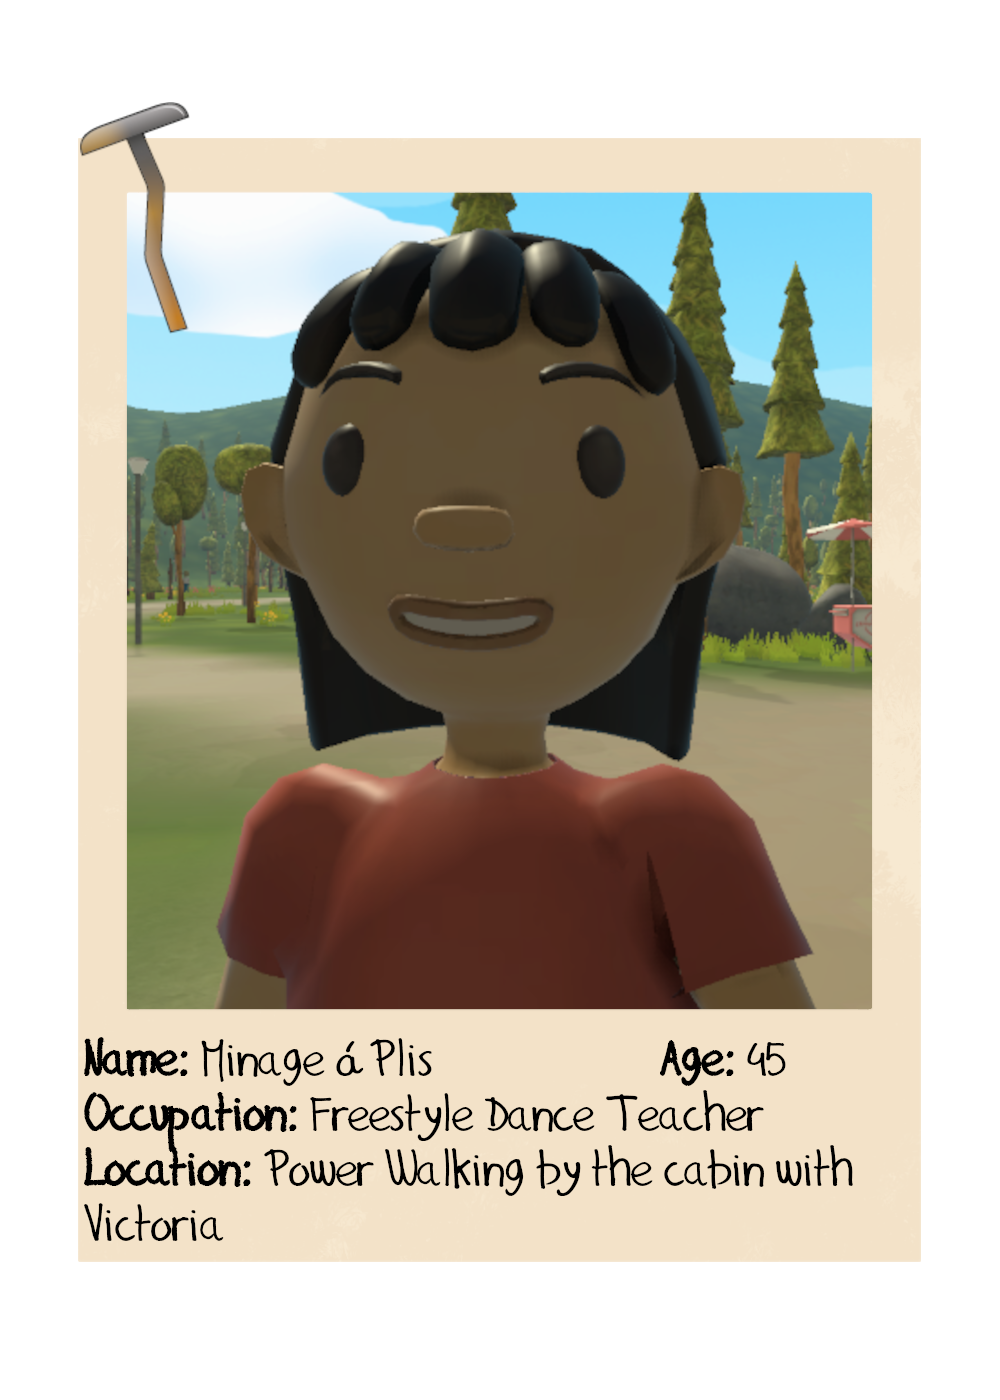 Name: Minage á Plis Age: 45
Occupation: Freestyle Dance Teacher
Location: Power Walking by the cabin with
Victoria